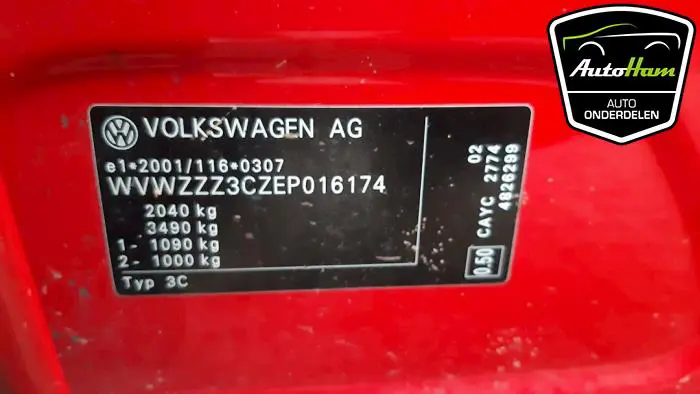 VOLKSWAGEN AG
e1*2001/116*0307
WVWZZZ3CZEP016174
2040 kg
3490 kg
1- 1090 kg
2- 1000 kg
Typ 3C
02
CAYC 2774
4826299
0.50
AutoHam
AUTO
ONDERDELEN